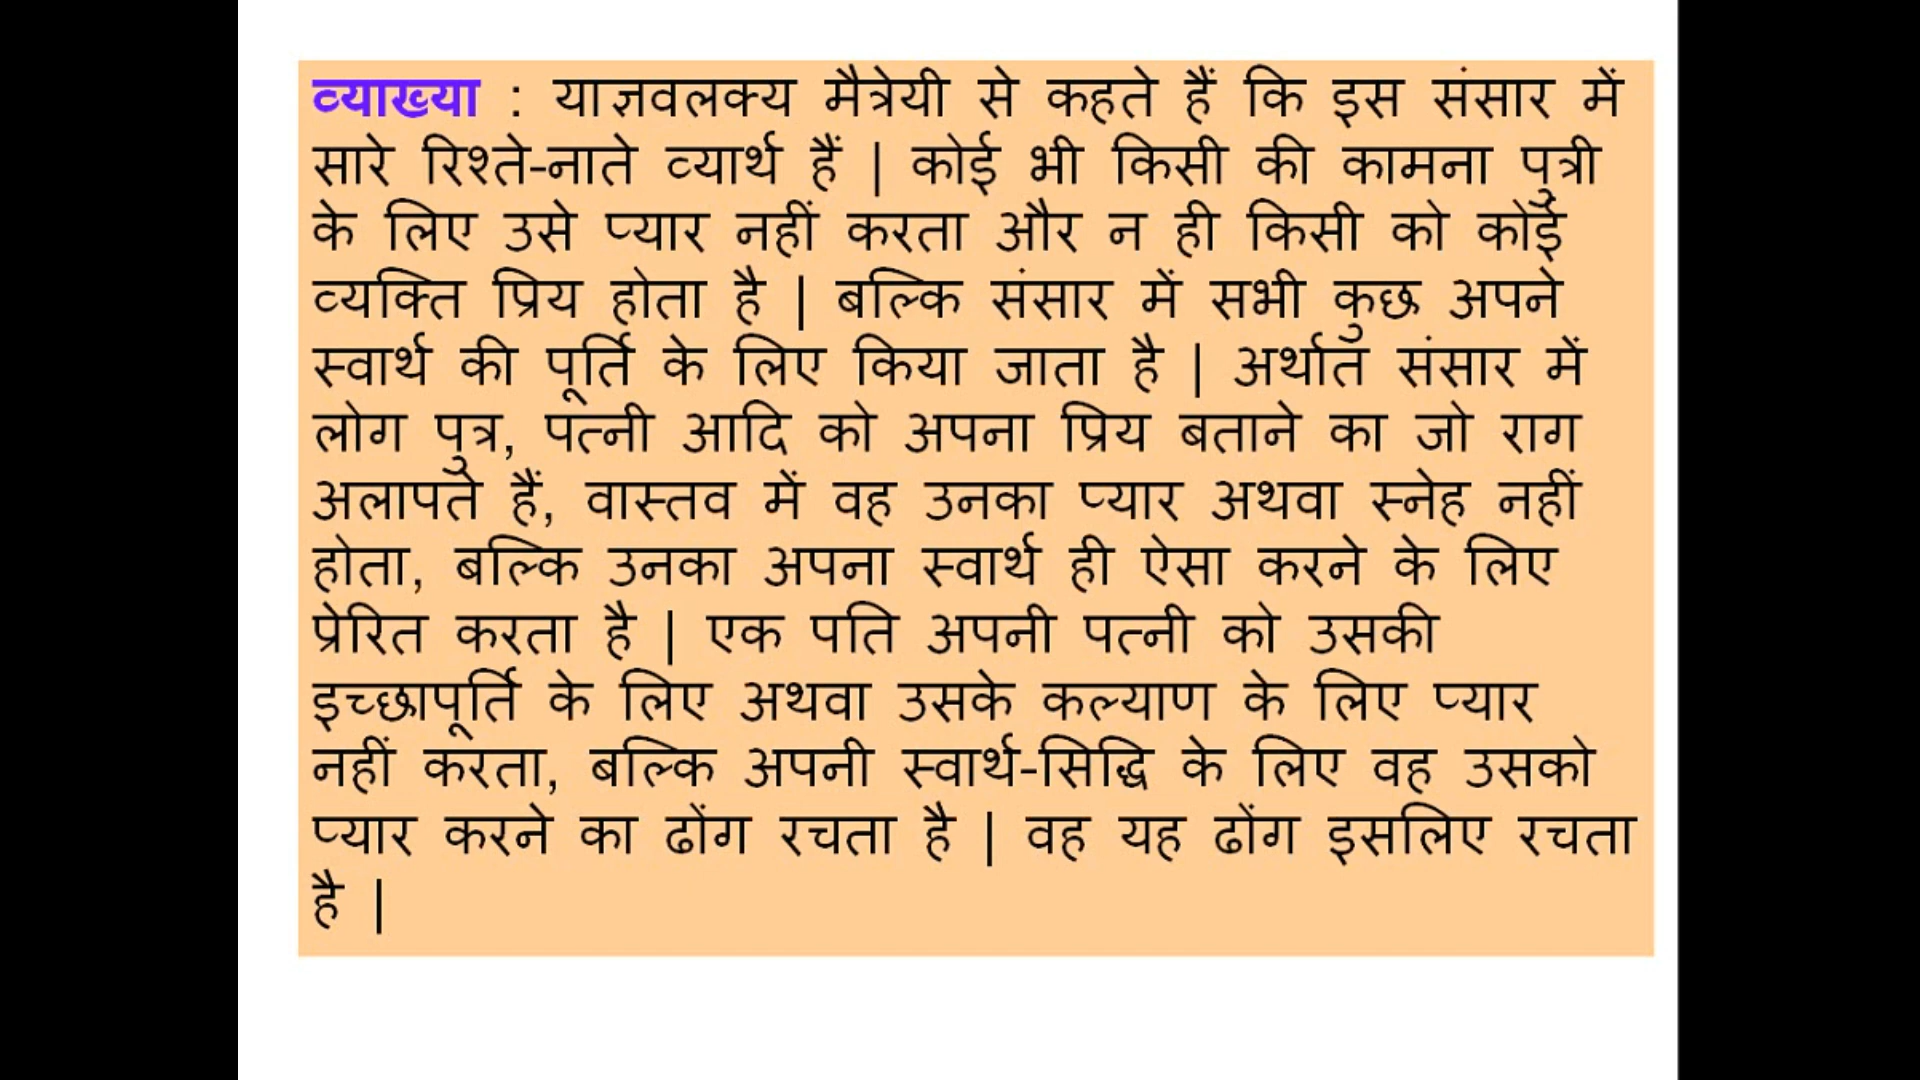 व्याख्या : याज्ञवलक्य मैत्रेयी से कहते हैं कि इस संसार में
सारे रिश्ते-नाते व्यार्थ हैं | कोई भी किसी की कामना पुत्री
के लिए उसे प्यार नहीं करता और न ही किसी को कोई
व्यक्ति प्रिय होता है | बल्कि संसार में सभी कुछ अपने
स्वार्थ की पूर्ति के लिए किया जाता है | अर्थात संसार में
लोग पुत्र, पत्नी आदि को अपना प्रिय बताने का जो राग
अलापते हैं, वास्तव में वह उनका प्यार अथवा स्नेह नहीं
होता, बल्कि उनका अपना स्वार्थ ही ऐसा करने के लिए
प्रेरित करता है | एक पति अपनी पत्नी को उसकी
इच्छापूर्ति के लिए अथवा उसके कल्याण के लिए प्यार
नहीं करता, बल्कि अपनी स्वार्थ-सिद्धि के लिए वह उसको
प्यार करने का ढोंग रचता है | वह यह ढोंग इसलिए रचता
है |